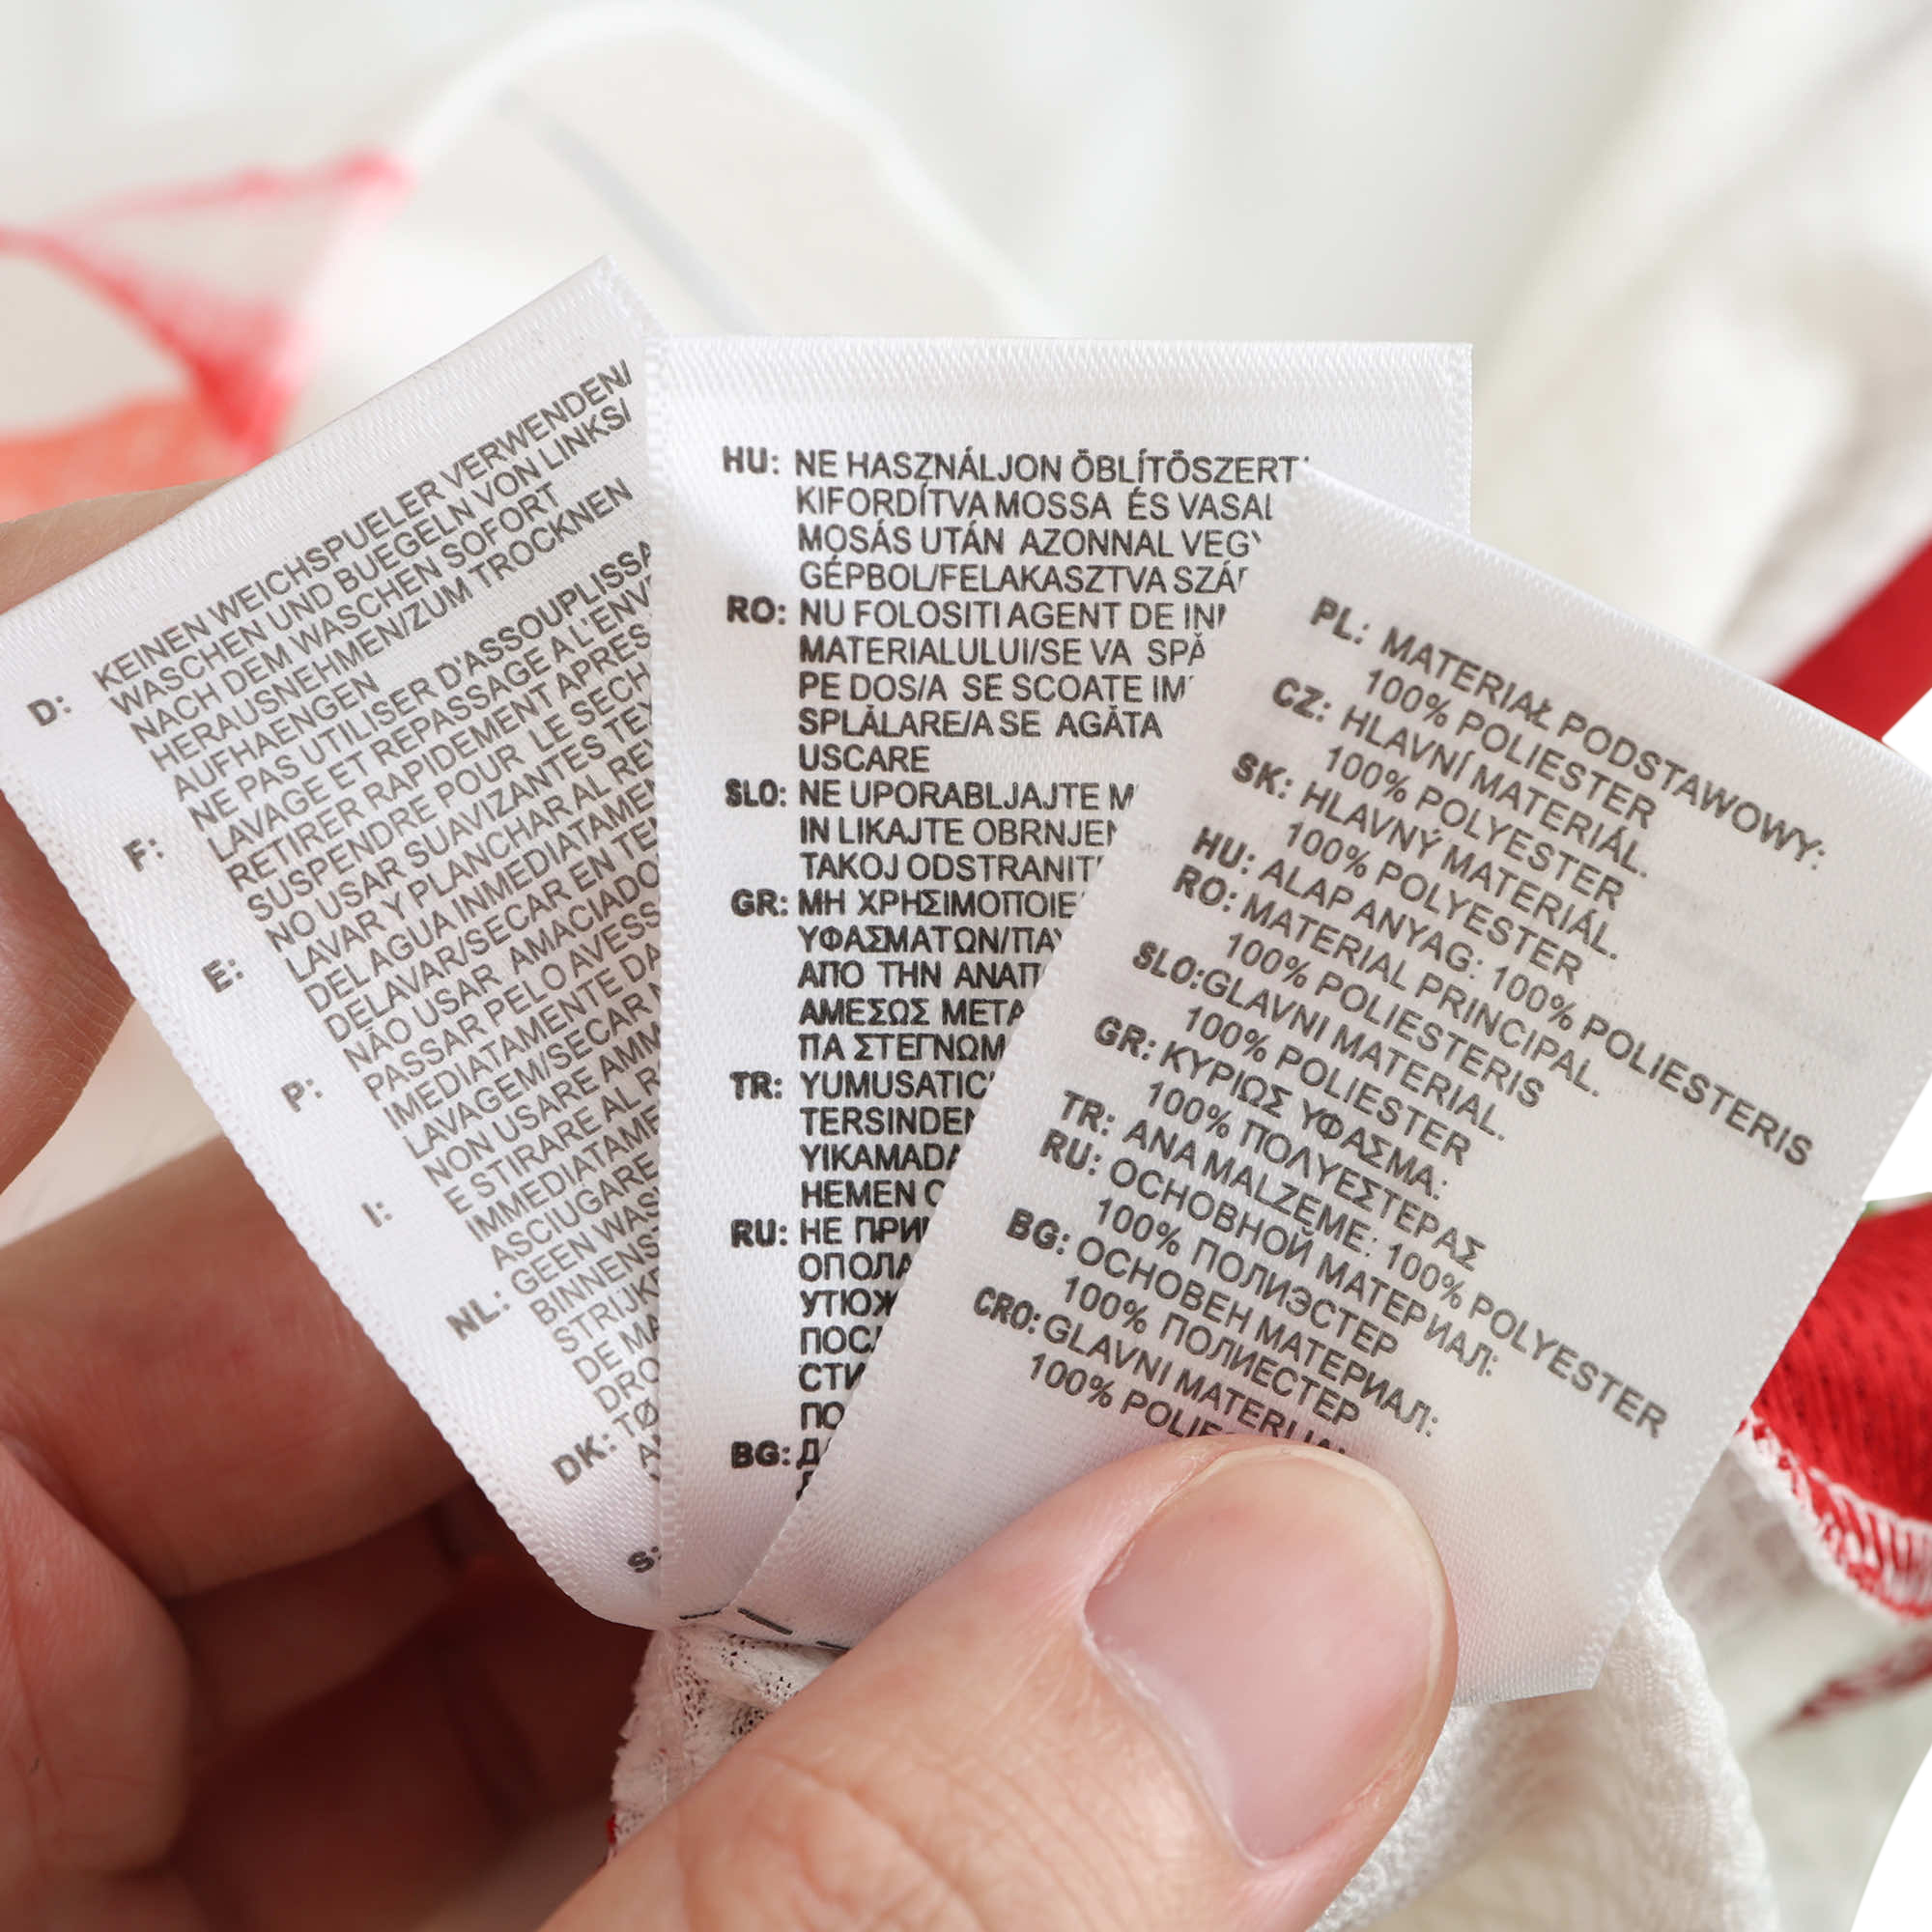 D: KEINEN WEICHSPUELER VERWENDEN/
WASCHEN UND BUEGELN VON LINKS/
NACH DEM WASCHEN SOFORT
HERAUSNEHMEN/ZUM TROCKNEN
AUFHAENGEN
F: NE PAS UTILISER D'ASSOUPLISSA
LAVAGE ET REPASSAGE A L'ENV
RETIRER RAPIDEMENT APRES
SUSPENDRE POUR LE SECH
E: NO USAR SUAVIZANTES TEX
LAVAR Y PLANCHAR AL RE
DEL AGUA INMEDIATAME
DELAVAR/SECAR EN TE
P: NÃO USAR AMACIADO
PASSAR PELO AVESS
IMEDIATAMENTE DA
LAVAGEM/SECAR
I: NON USARE AMM
E STIRARE AL R
IMMEDIATAME
ASCIUGARE
NL: GEEN WAS
BINNENS
STRIJK
DE MA
DRO
DK: TØ
S:
HU: NE HASZNÁLJON ÖBLÍTÖSZERT
KIFORDÍTVA MOSSA ÉS VASAL
MOSÁS UTÁN AZONNAL VEGY
GÉPBOL/FELAKASZTVA SZÁR
RO: NU FOLOSITI AGENT DE IN
MATERIALULUI/SE VA SPĂ
PE DOS/A SE SCOATE IM
SPLĂLARE/A SE AGĂTA
USCARE
SLO: NE UPORABLJAJTE M
IN LIKAJTE OBRNJEN
TAKOJ ODSTRANIT
GR: ΜΗ ΧΡΗΣΙΜΟΠΟΙΕ
ΥΦΑΣΜΑΤΩΝ/ΠΛΥ
ΑΠΟ ΤΗΝ ΑΝΑΠ
ΑΜΕΣΩΣ ΜΕΤΑ
ΠΑ ΣΤΕΓΝΩΜ
TR: YUMUSATIC
TERSINDEN
YIKAMADA
HEMEN
RU: НЕ ПРИ
ОПОЛА
УТЮЖ
ПОС
СТИ
ПО
BG: Д
PL: MATERIAŁ PODSTAWOWY:
100% POLIESTER
CZ: HLAVNÍ MATERIÁL.
100% POLYESTER
SK: HLAVNÝ MATERIÁL.
100% POLYESTER
HU: ALAP ANYAG: 100% POLIESTERIS
RO: MATERIAL PRINCIPAL.
100% POLIESTERIS
SLO: GLAVNI MATERIAL.
100% POLIESTER
GR: ΚΥΡΙΩΣ ΥΦΑΣΜΑ:
100% ΠΟΛΥΕΣΤΕΡΑΣ
TR: ANA MALZEME: 100% POLYESTER
RU: ОСНОВНОЙ МАТЕРИАЛ:
100% ПОЛИЭСТЕР
BG: ОСНОВЕН МАТЕРИАЛ:
100% ПОЛИЕСТЕР
CRO: GLAVNI MATERIJA
100% POLIE